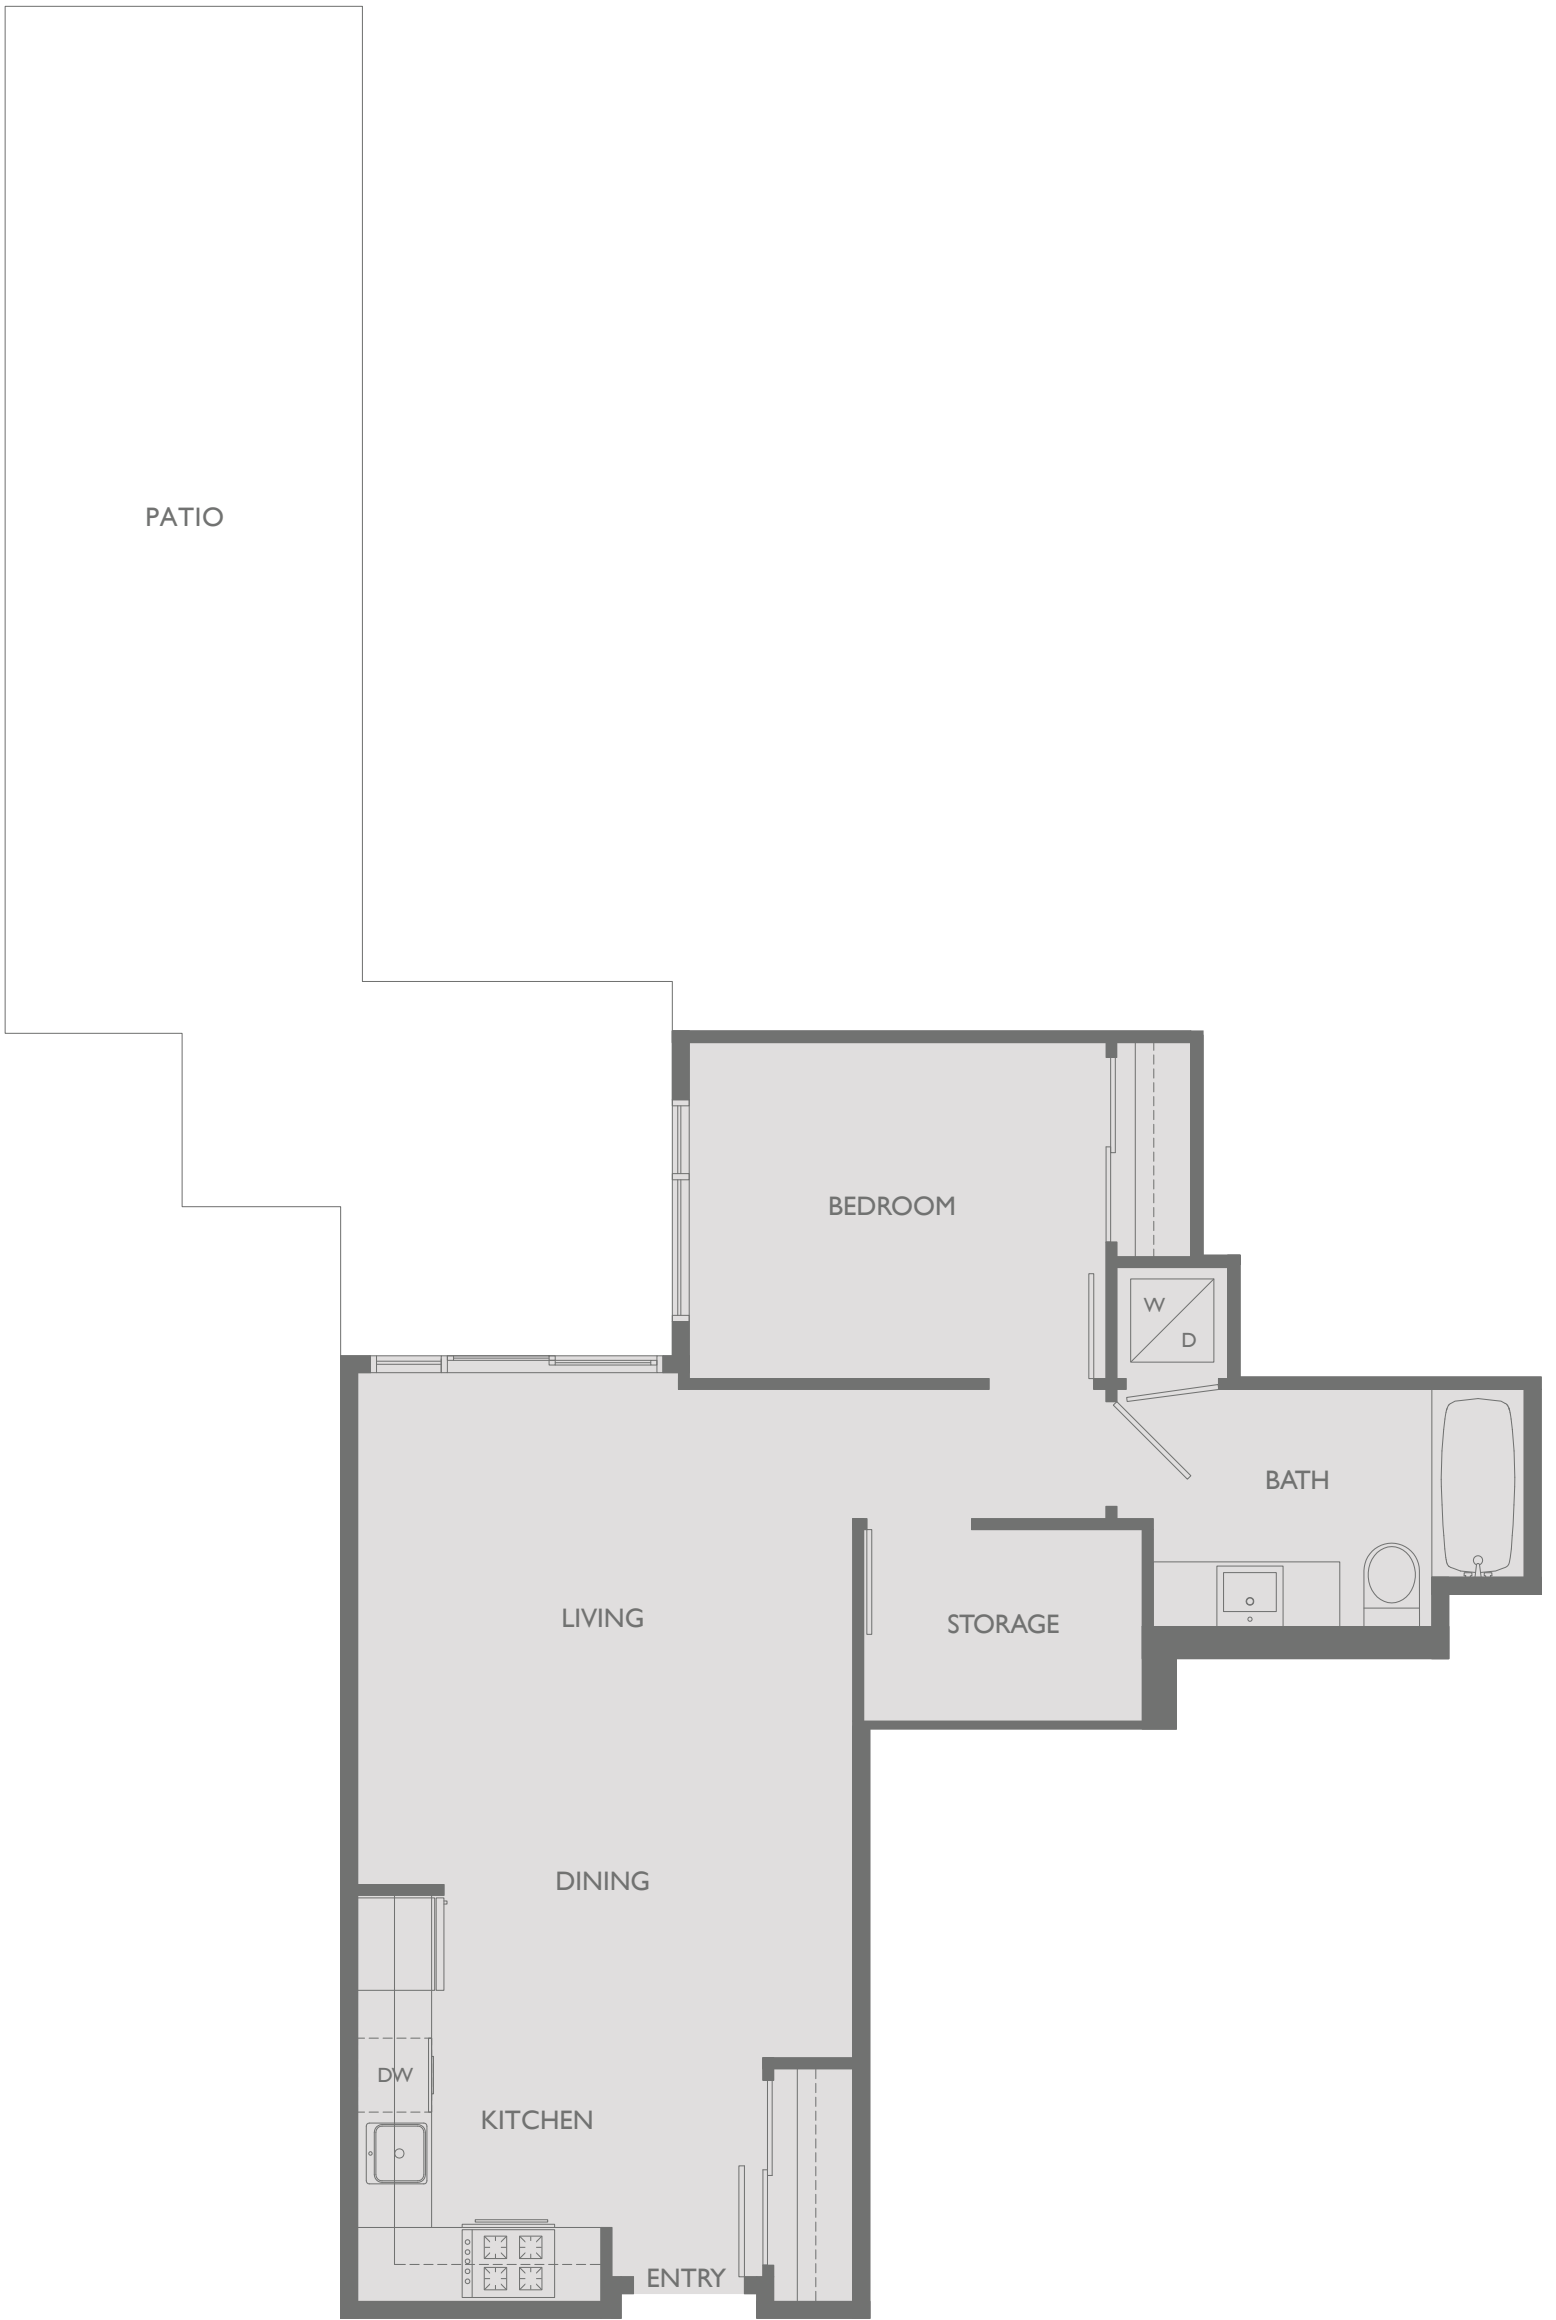 PATIO
BEDROOM
W
D
BATH
LIVING
STORAGE
DINING
DW
KITCHEN
ENTRY